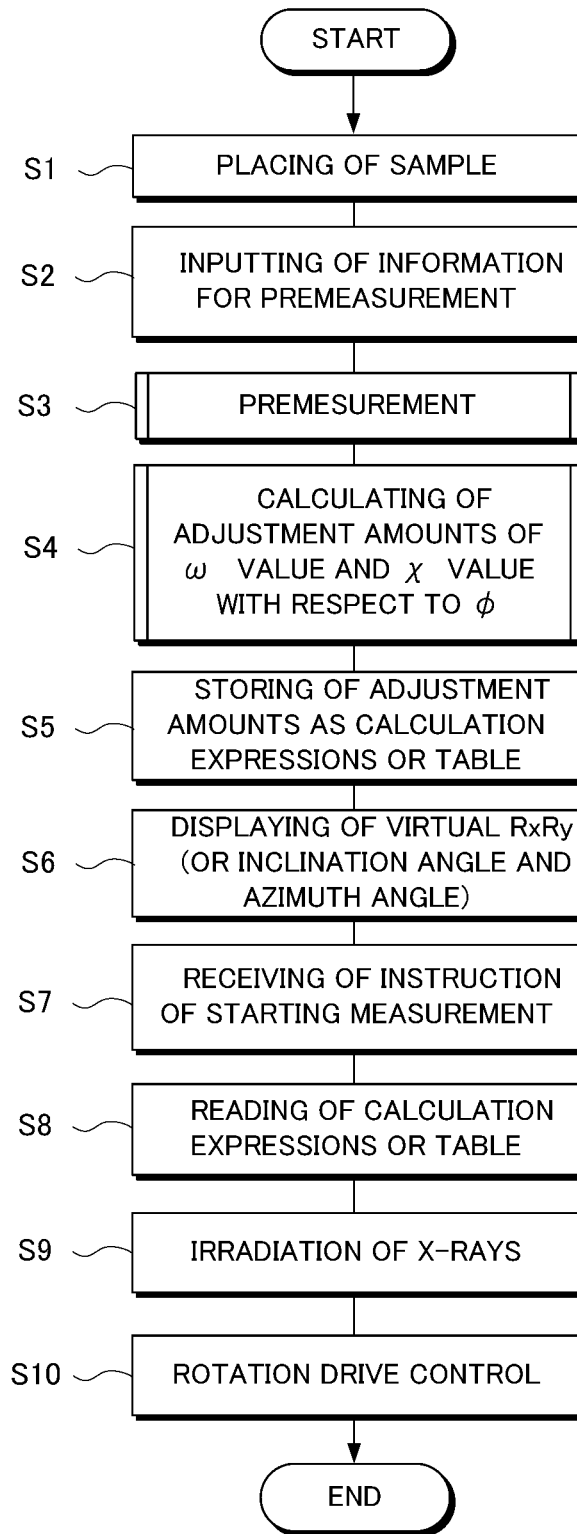 START
S1
PLACING OF SAMPLE
S2
INPUTTING OF INFORMATION
FOR PREMEASUREMENT
S3
PREMESUREMENT
S4
CALCULATING OF
ADJUSTMENT AMOUNTS OF
ω VALUE AND χ VALUE
WITH RESPECT TO ϕ
S5
STORING OF ADJUSTMENT
AMOUNTS AS CALCULATION
EXPRESSIONS OR TABLE
S6
DISPLAYING OF VIRTUAL RxRy
(OR INCLINATION ANGLE AND
AZIMUTH ANGLE)
S7
RECEIVING OF INSTRUCTION
OF STARTING MEASUREMENT
S8
READING OF CALCULATION
EXPRESSIONS OR TABLE
S9
IRRADIATION OF X-RAYS
S10
ROTATION DRIVE CONTROL
END